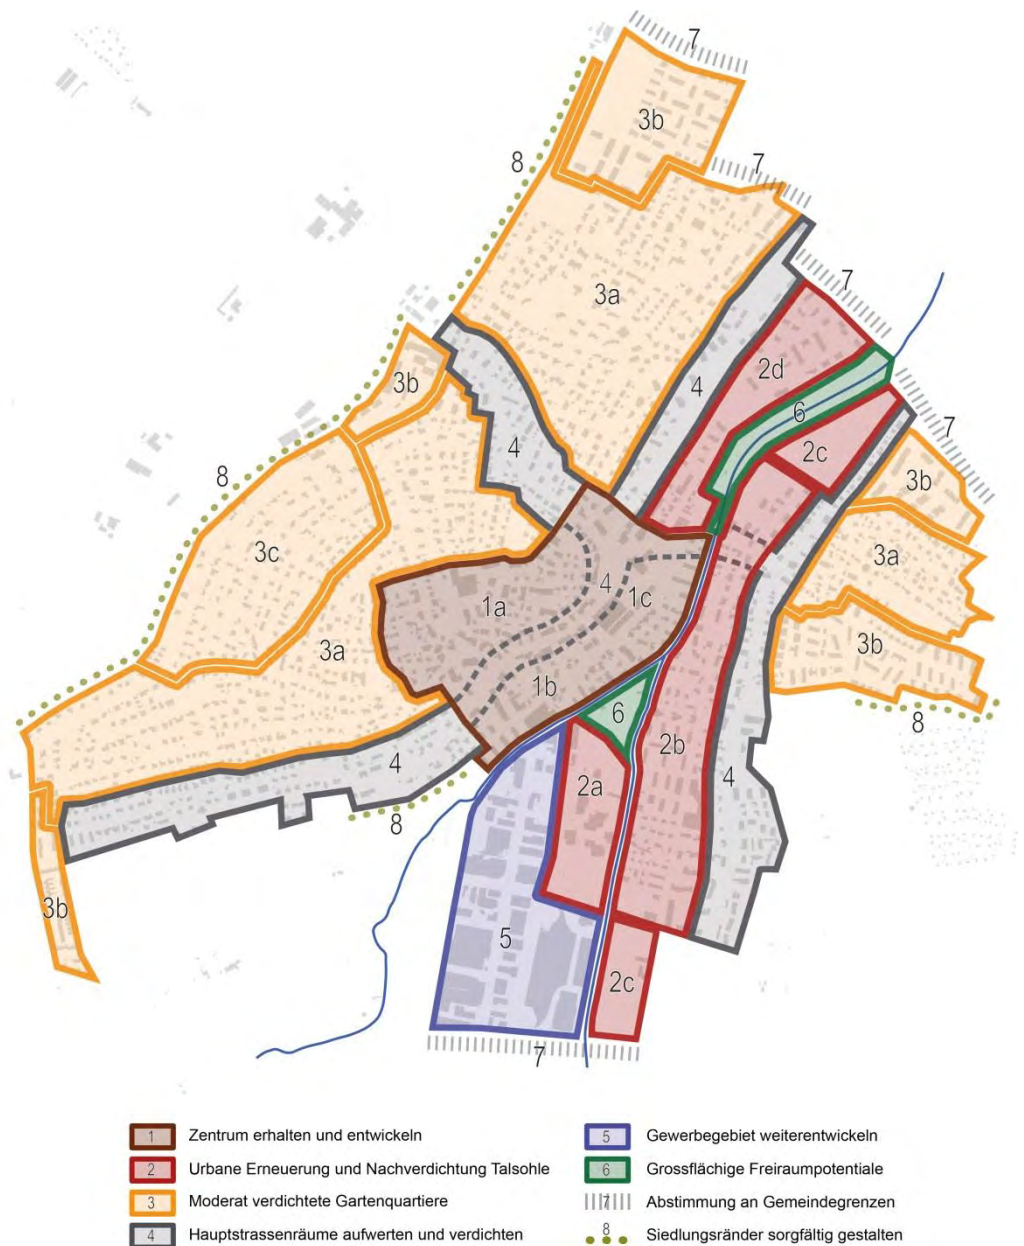 7
3b
8
7
3a
7
4
2d
3b
6
7
4
2c
3b
3c
8
3a
4
1a
1c
3a
3b
1b
6
8
2b
4
2a
4
8
3b
5
2c
7
1 Zentrum erhalten und entwickeln
2 Urbane Erneuerung und Nachverdichtung Talsohle
3 Moderat verdichtete Gartenquartiere
4 Hauptstrassenräume aufwerten und verdichten
5 Gewerbegebiet weiterentwickeln
6 Grossflächige Freiraumpotentiale
7 Abstimmung an Gemeindegrenzen
8 Siedlungsränder sorgfältig gestalten